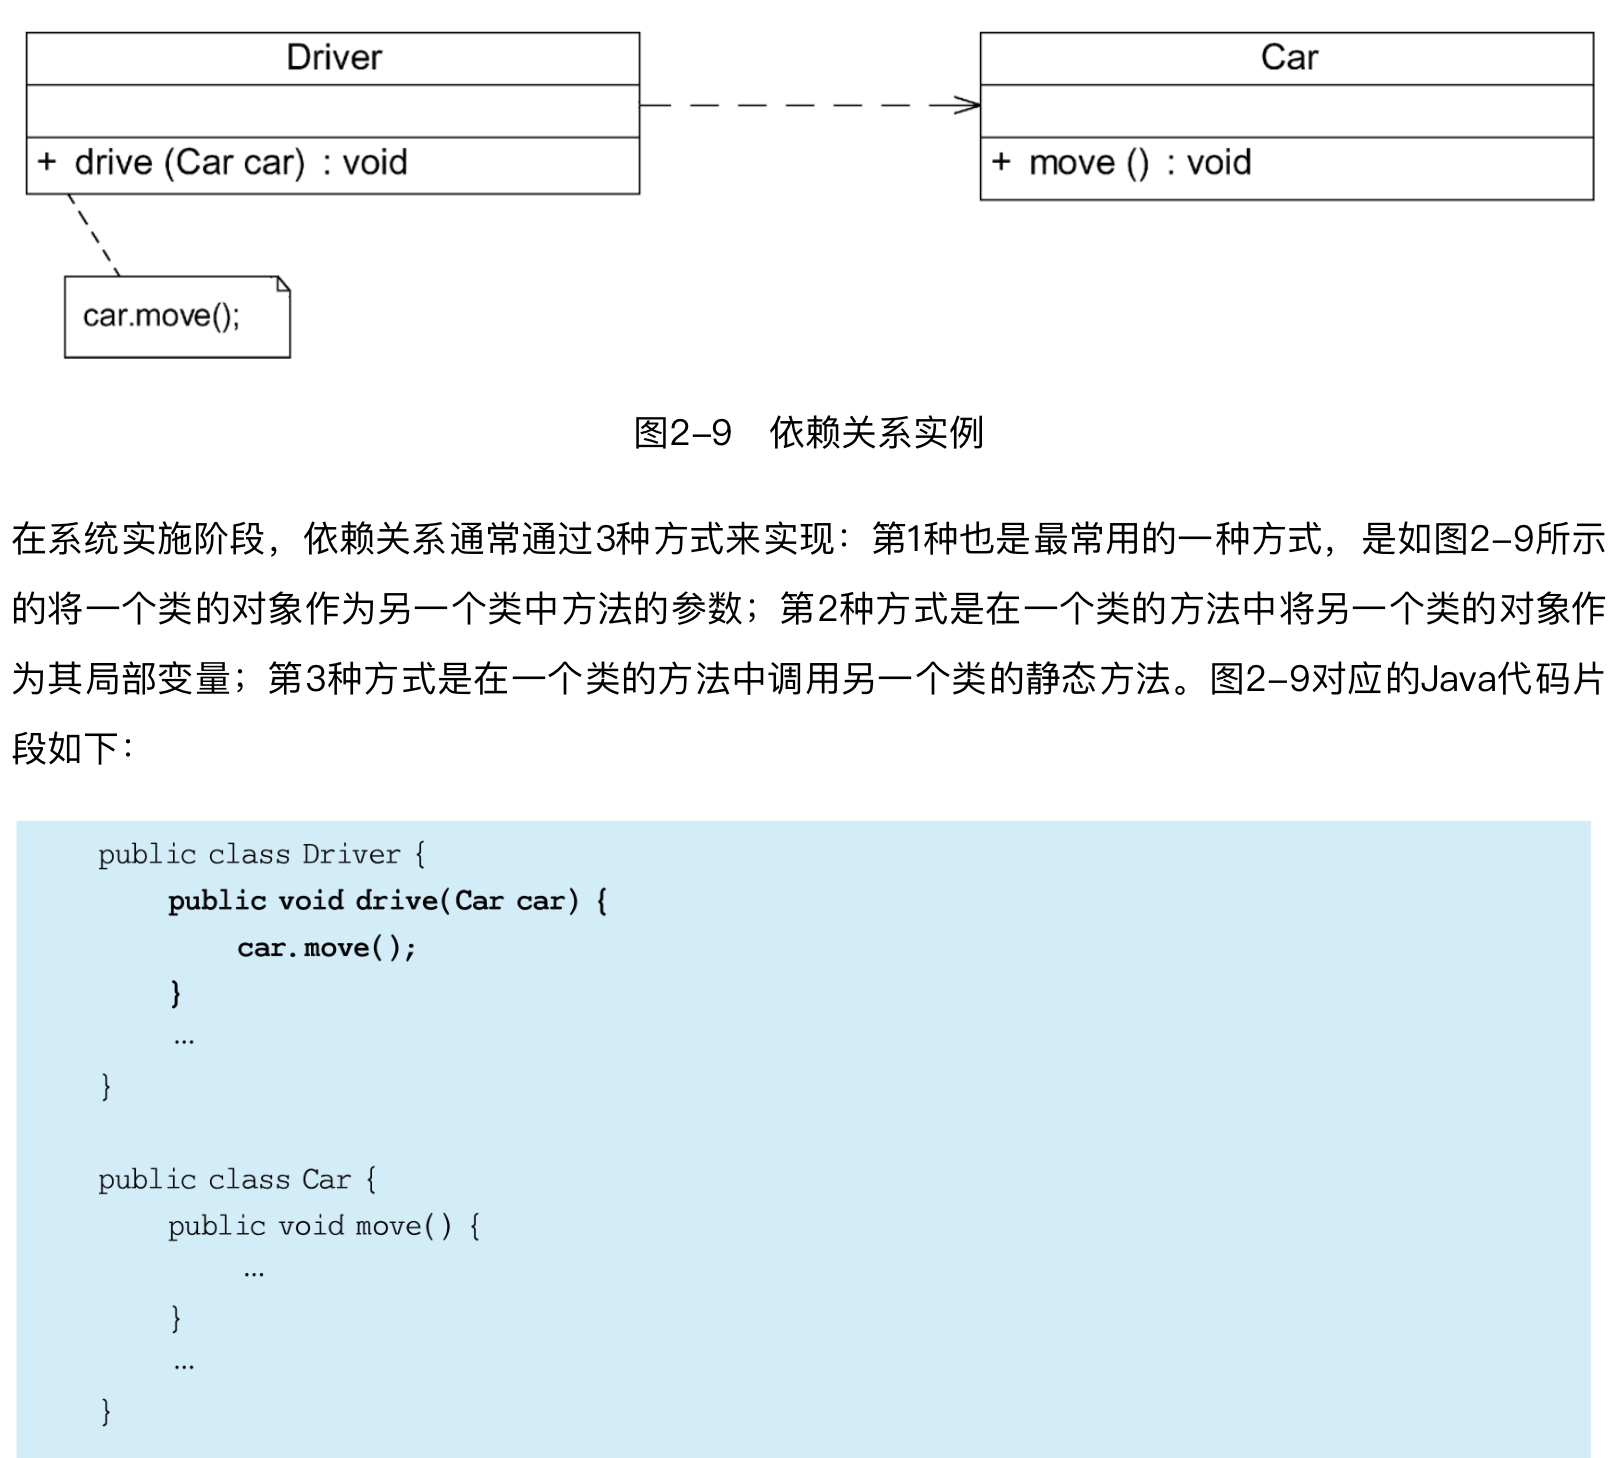 Driver
+ drive (Car car) : void
car.move();
Car
+ move () : void
图2-9 依赖关系实例
在系统实施阶段，依赖关系通常通过3种方式来实现：第1种也是最常用的一种方式，是如图2-9所示
的将一个类的对象作为另一个类中方法的参数；第2种方式是在一个类的方法中将另一个类的对象作
为其局部变量；第3种方式是在一个类的方法中调用另一个类的静态方法。图2-9对应的Java代码片
段如下：
public class Driver {
public void drive(Car car) {
car.move();
}
…
}
public class Car {
public void move() {
…
}
…
}